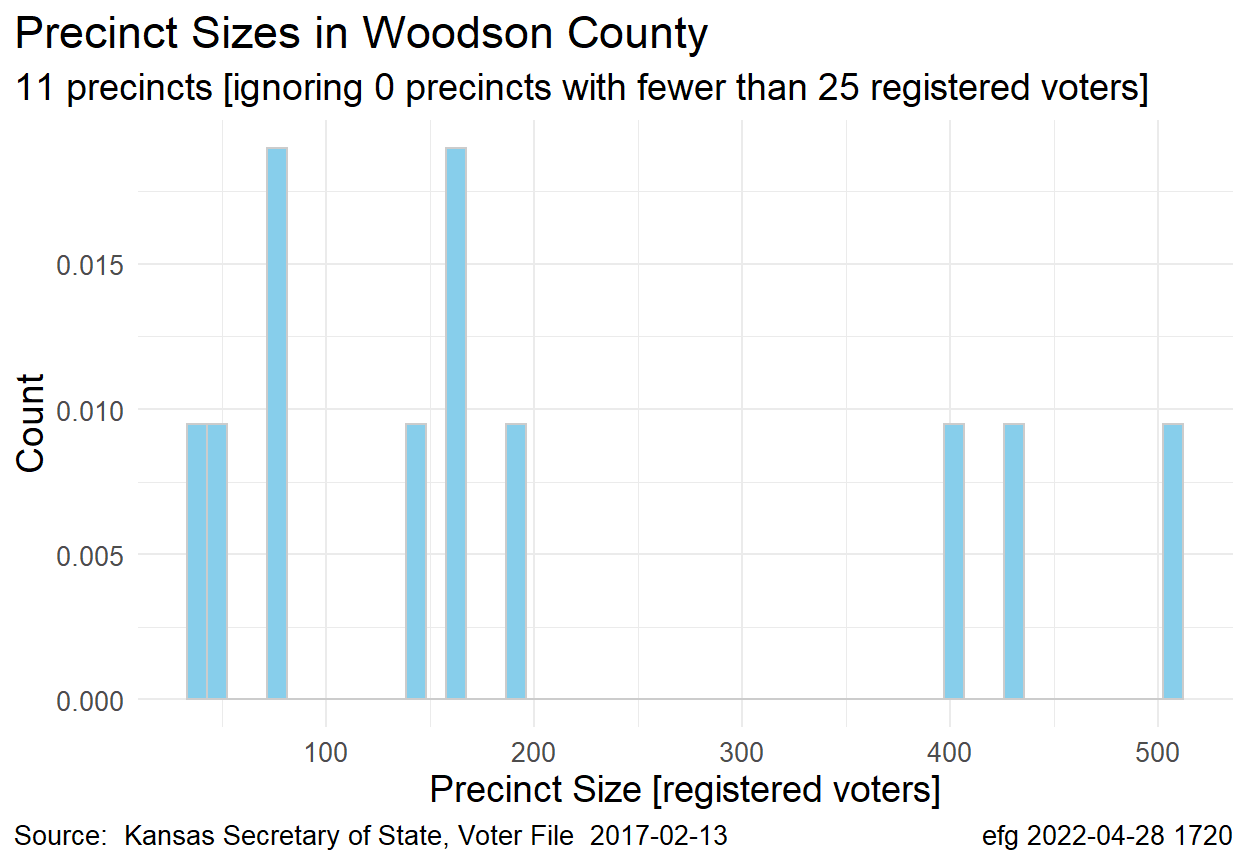 Precinct Sizes in Woodson County
11 precincts [ignoring 0 precincts with fewer than 25 registered voters]
Count
0.015
0.010
0.005
0.000
100 200 300 400 500
Precinct Size [registered voters]
Source:  Kansas Secretary of State, Voter File  2017-02-13
efg 2022-04-28 1720